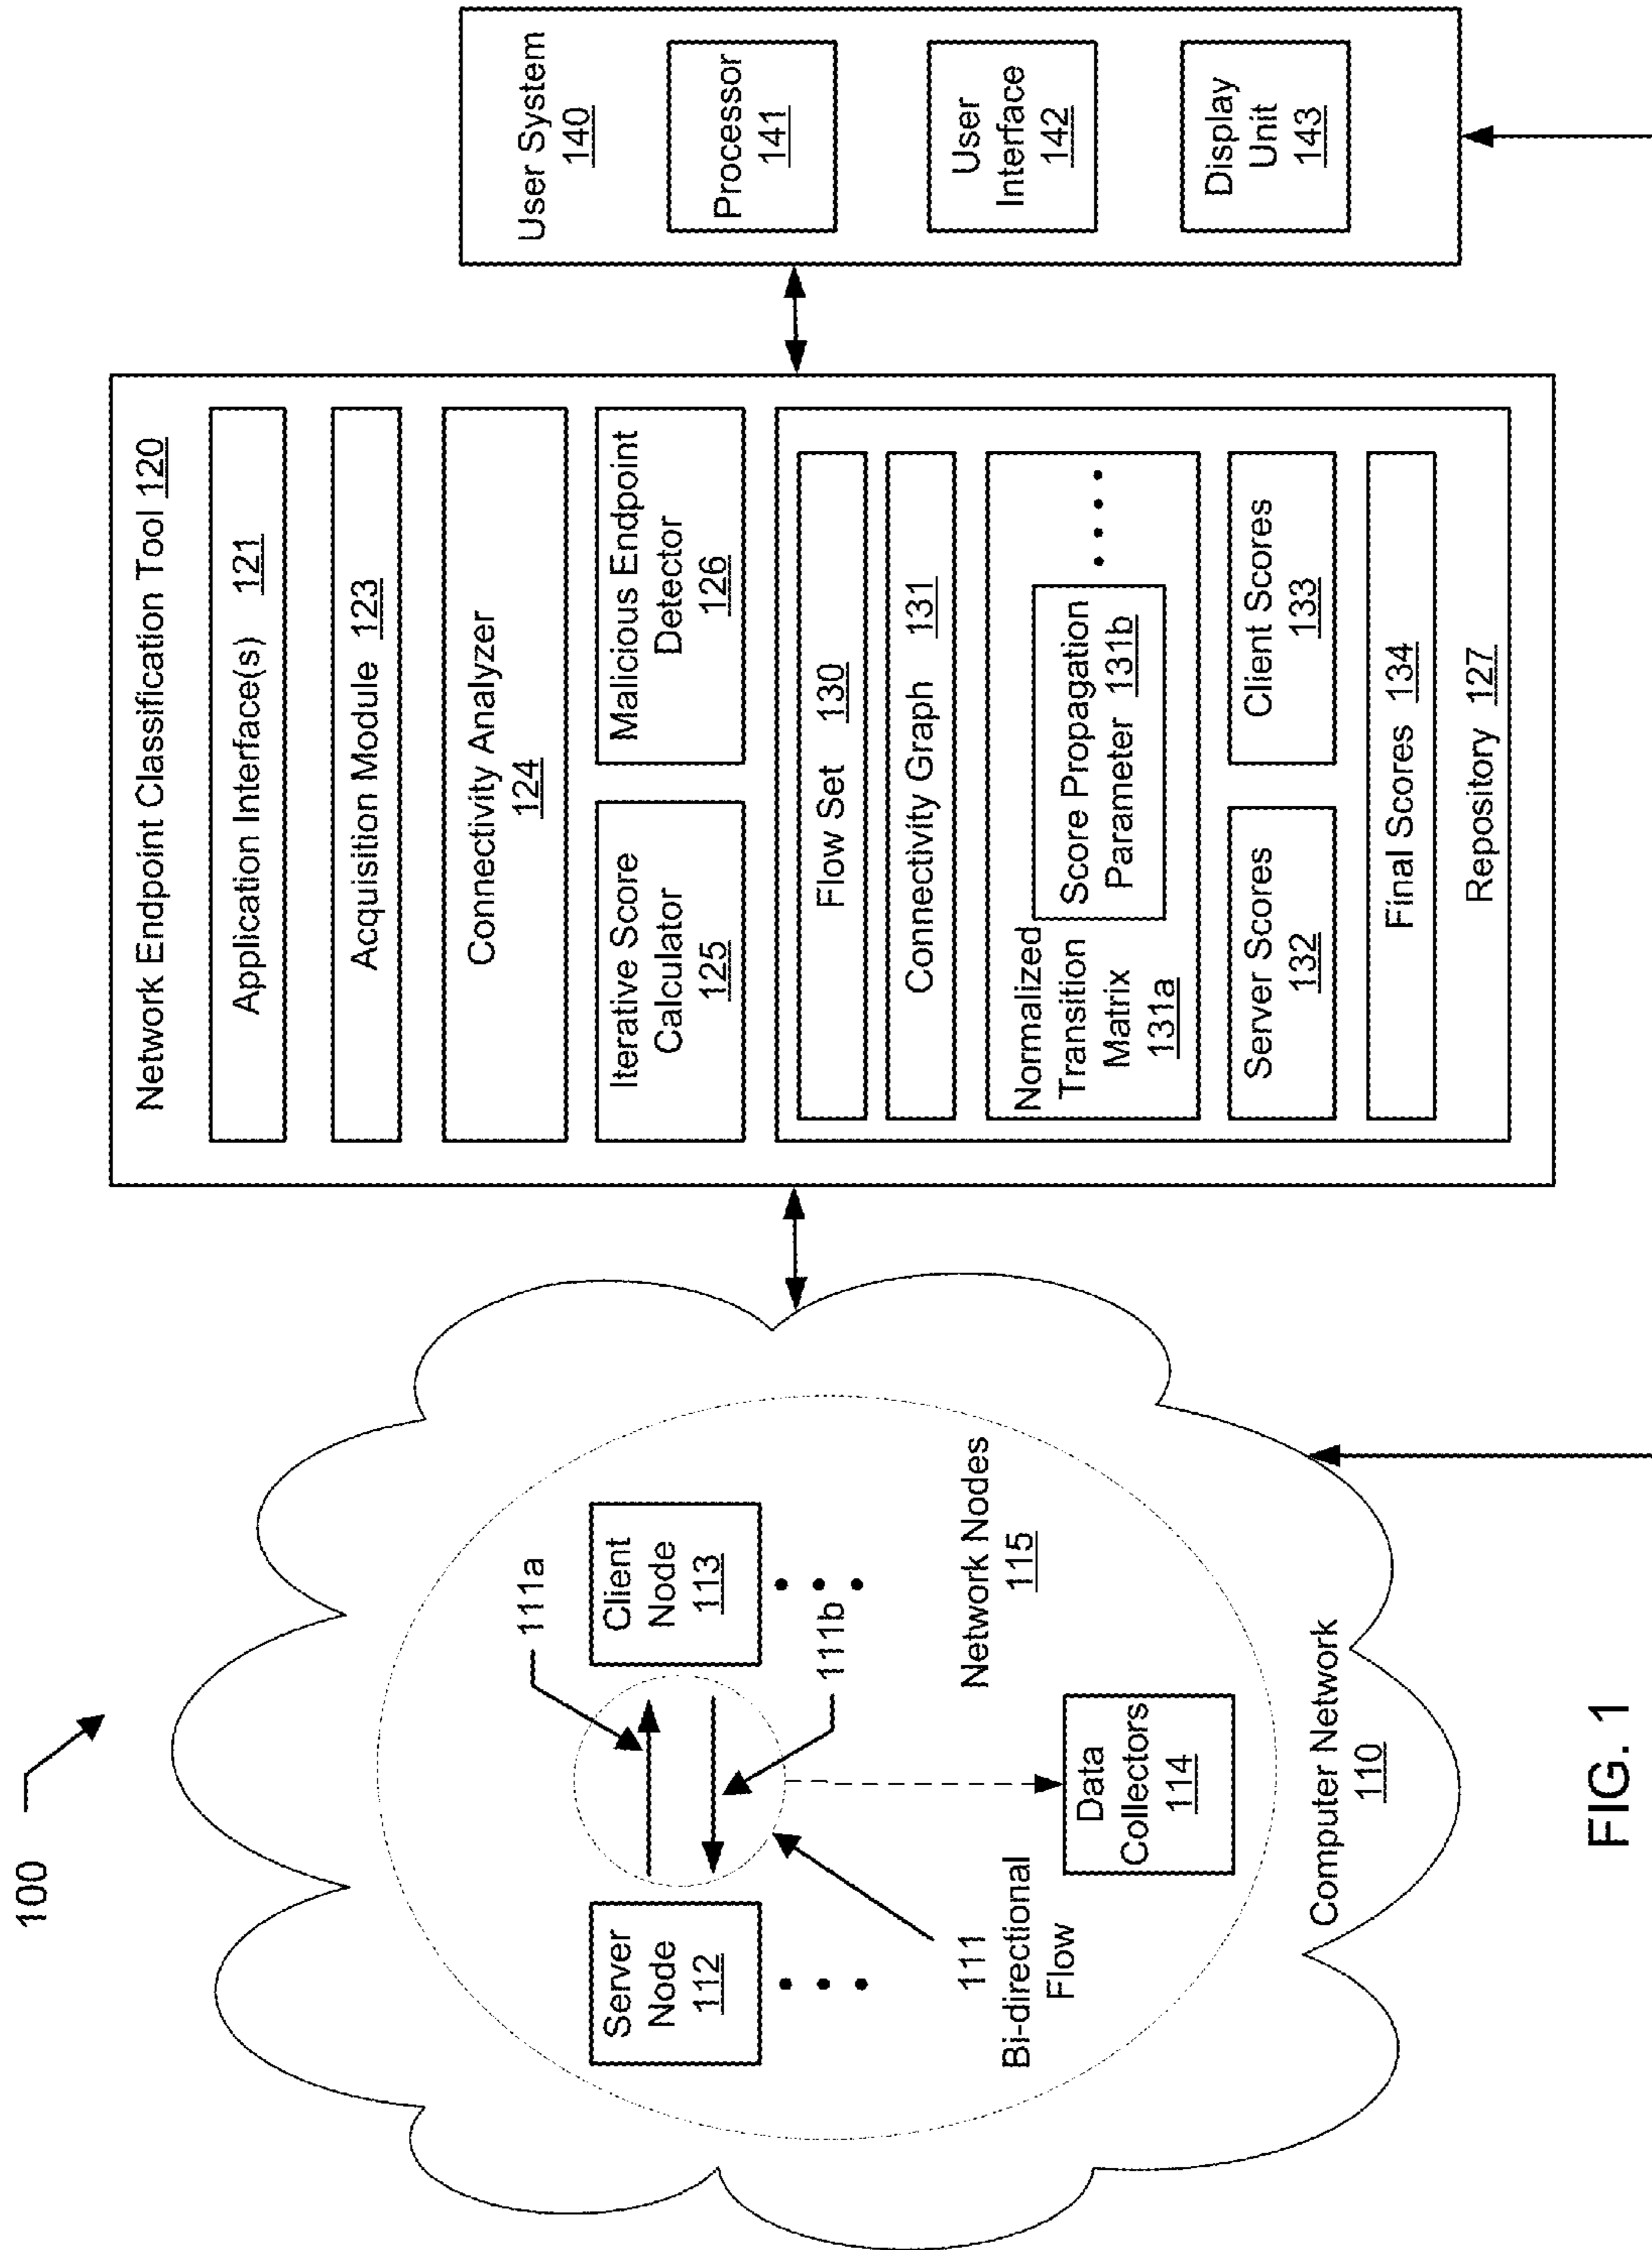 100
111a
Server
Node
112
Client
Node
113
111b
111
Bi-directional
Flow
Data
Collectors
114
Network Nodes
115
Computer Network
110
Network Endpoint Classification Tool 120
Application Interface(s) 121
Acquisition Module 123
Connectivity Analyzer
124
Iterative Score
Calculator
125
Malicious Endpoint
Detector
126
Flow Set 130
Connectivity Graph 131
Normalized
Transition
Matrix
131a
Score Propagation
Parameter 131b
Server Scores
132
Client Scores
133
Final Scores 134
Repository 127
User System
140
Processor
141
User
Interface
142
Display
Unit
143
FIG. 1